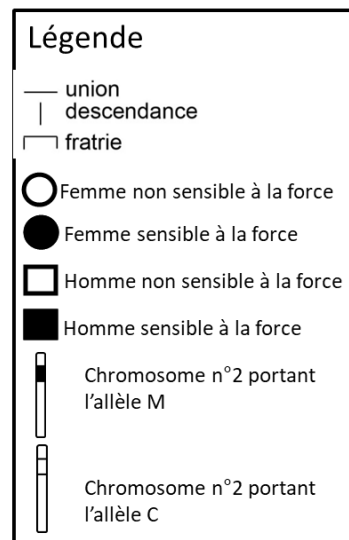 Légende
union
descendance
fratrie
Femme non sensible à la force
Femme sensible à la force
Homme non sensible à la force
Homme sensible à la force
Chromosome n°2 portant
l'allèle M
Chromosome n°2 portant
l'allèle C